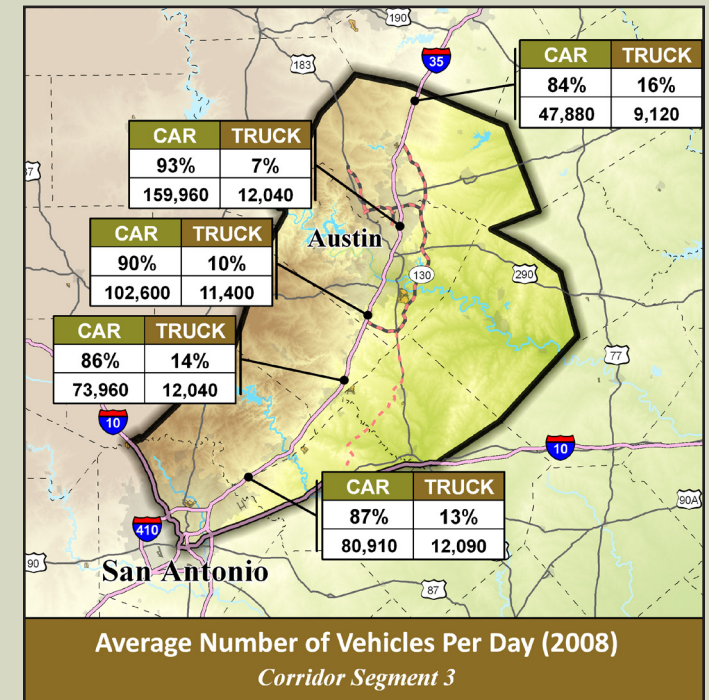 190
35
183
CAR TRUCK
84% 16%
47,880 9,120
CAR TRUCK
93% 7%
159,960 12,040
Austin
CAR TRUCK
90% 10%
102,600 11,400
130
290
CAR TRUCK
86% 14%
73,960 12,040
77
10
10
CAR TRUCK
87% 13%
80,910 12,090
90A
410
90
San Antonio
87
Average Number of Vehicles Per Day (2008)
Corridor Segment 3